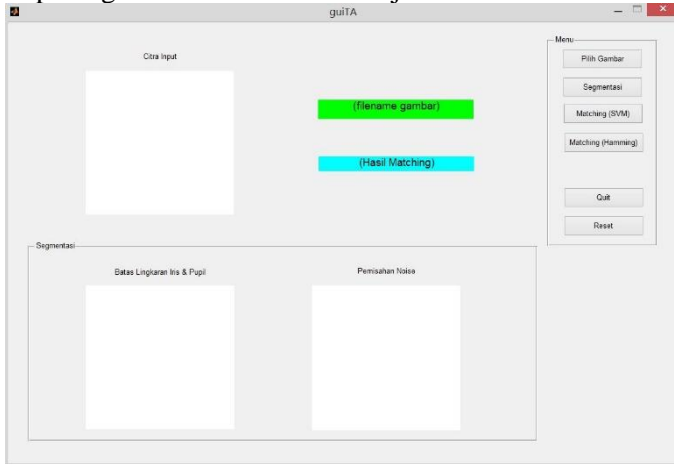 guiTA
Citra Input
(filename gambar)
(Hasil Matching)
Menu
Pilih Gambar
Segmentasi
Matching (SVM)
Matching (Hamming)
Quit
Reset
Segmentasi
Batas Lingkaran Iris & Pupil
Pemisahan Noise